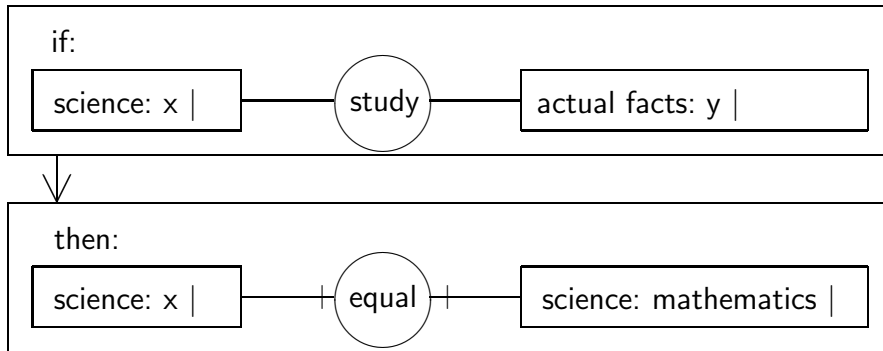 if:
science: x | study actual facts: y |
then:
science: x | equal science: mathematics |